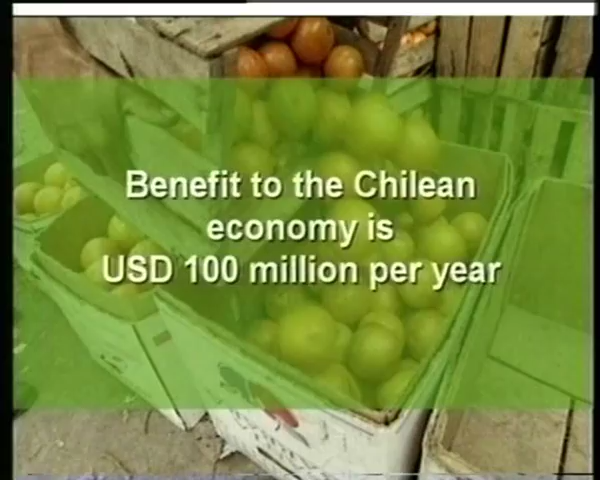 Benefit to the Chilean
economy is
USD 100 million per year